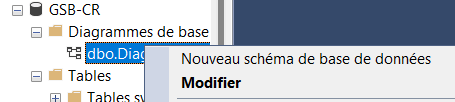 GSB-CR
Diagrammes de base
dbo.Diag
Nouveau schéma de base de données
Modifier
Tables
Tables sy